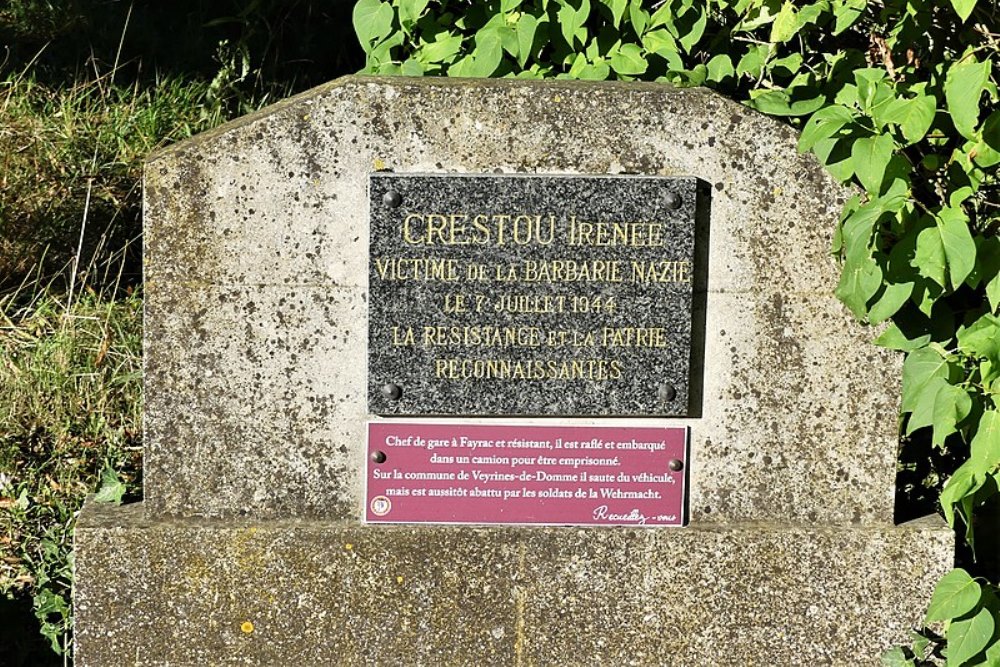 CRESTOU IRENEE
VICTIME DE LA BARBARIE NAZIE
LE 7 JUILLET 1944
LA RESISTANCE ET LA PATRIE
RECONNAISSANTES
Chef de gare à Fayrac et résistant, il est raflé et embarqué
dans un camion pour être emprisonné.
Sur la commune de Veyrines-de-Domme il saute du véhicule,
mais est aussitôt abattu par les soldats de la Wehrmacht.
Recueillez-vous